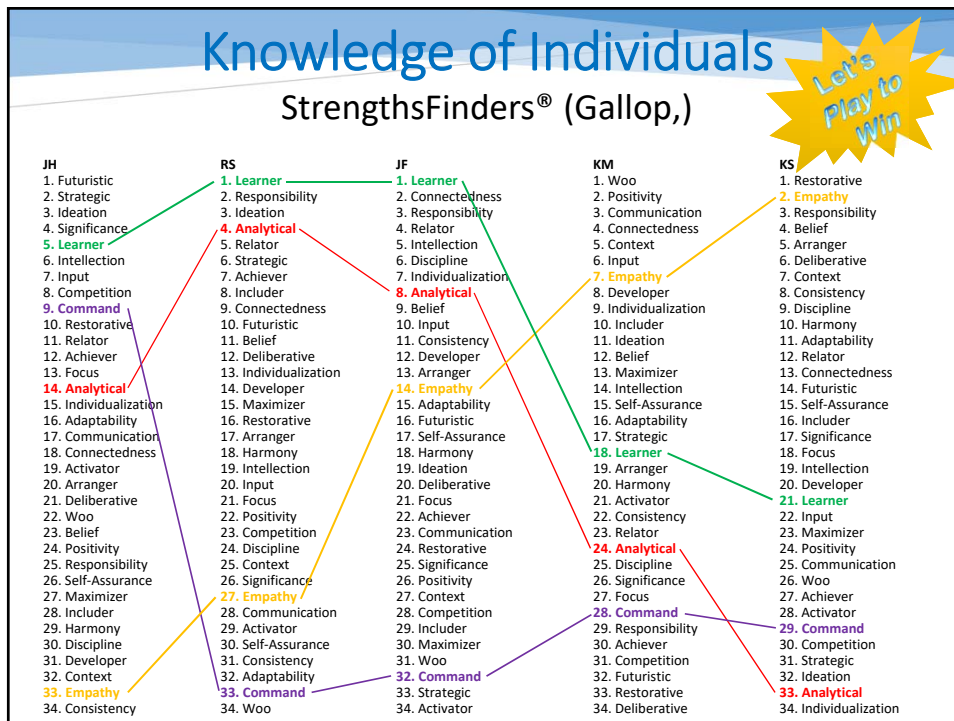 Knowledge of Individuals
StrengthsFinders® (Gallop,)
Let's
Play to
Win
JH
1. Futuristic
2. Strategic
3. Ideation
4. Significance
5. Learner
6. Intellection
7. Input
8. Competition
9. Command
10. Restorative
11. Relator
12. Achiever
13. Focus
14. Analytical
15. Individualization
16. Adaptability
17. Communication
18. Connectedness
19. Activator
20. Arranger
21. Deliberative
22. Woo
23. Belief
24. Positivity
25. Responsibility
26. Self-Assurance
27. Maximizer
28. Includer
29. Harmony
30. Discipline
31. Developer
32. Context
33. Empathy
34. Consistency
RS
1. Learner
2. Responsibility
3. Ideation
4. Analytical
5. Relator
6. Strategic
7. Achiever
8. Includer
9. Connectedness
10. Futuristic
11. Belief
12. Deliberative
13. Individualization
14. Developer
15. Maximizer
16. Restorative
17. Arranger
18. Harmony
19. Intellection
20. Input
21. Focus
22. Positivity
23. Competition
24. Discipline
25. Context
26. Significance
27. Empathy
28. Communication
29. Activator
30. Self-Assurance
31. Consistency
32. Adaptability
33. Command
34. Woo
JF
1. Learner
2. Connectedness
3. Responsibility
4. Relator
5. Intellection
6. Discipline
7. Individualization
8. Analytical
9. Belief
10. Input
11. Consistency
12. Developer
13. Arranger
14. Empathy
15. Adaptability
16. Futuristic
17. Self-Assurance
18. Harmony
19. Ideation
20. Deliberative
21. Focus
22. Achiever
23. Communication
24. Restorative
25. Significance
26. Positivity
27. Context
28. Competition
29. Includer
30. Maximizer
31. Woo
32. Command
33. Strategic
34. Activator
KM
1. Woo
2. Positivity
3. Communication
4. Connectedness
5. Context
6. Input
7. Empathy
8. Developer
9. Individualization
10. Includer
11. Ideation
12. Belief
13. Maximizer
14. Intellection
15. Self-Assurance
16. Adaptability
17. Strategic
18. Learner
19. Arranger
20. Harmony
21. Activator
22. Consistency
23. Relator
24. Analytical
25. Discipline
26. Significance
27. Focus
28. Command
29. Responsibility
30. Achiever
31. Competition
32. Futuristic
33. Restorative
34. Deliberative
KS
1. Restorative
2. Empathy
3. Responsibility
4. Belief
5. Arranger
6. Deliberative
7. Context
8. Consistency
9. Discipline
10. Harmony
11. Adaptability
12. Relator
13. Connectedness
14. Futuristic
15. Self-Assurance
16. Includer
17. Significance
18. Focus
19. Intellection
20. Developer
21. Learner
22. Input
23. Maximizer
24. Positivity
25. Communication
26. Woo
27. Achiever
28. Activator
29. Command
30. Competition
31. Strategic
32. Ideation
33. Analytical
34. Individualization